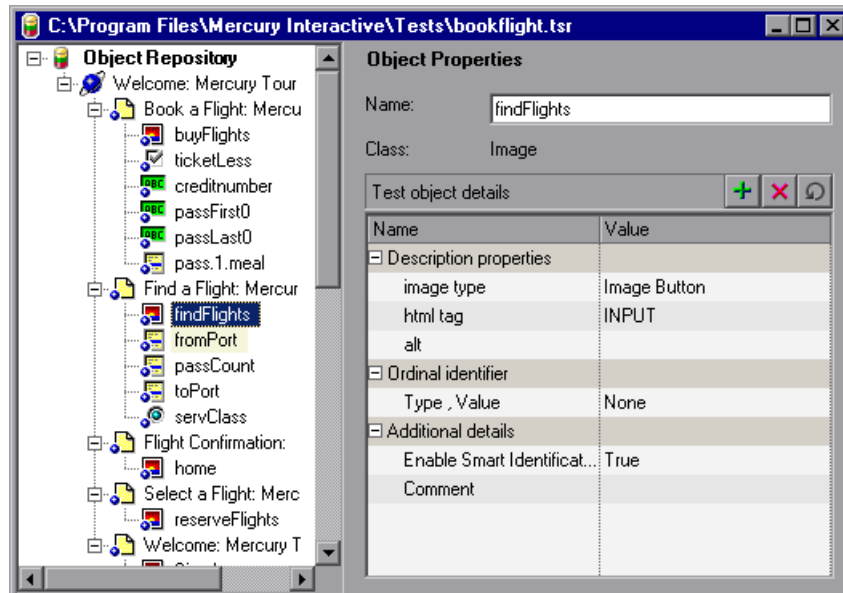 C:\Program Files\Mercury Interactive\Tests\bookflight.tsr
Object Repository
Welcome: Mercury Tour
Book a Flight: Mercu
buyFlights
ticketLess
creditnumber
passFirst0
passLast0
pass.1.meal
Find a Flight: Mercur
findFlights
fromPort
passCount
toPort
servClass
Flight Confirmation:
home
Select a Flight: Merc
reserveFlights
Welcome: Mercury T
Object Properties
Name: findFlights
Class: Image
Test object details
Name Value
Description properties
image type Image Button
html tag INPUT
alt
Ordinal identifier
Type , Value None
Additional details
Enable Smart Identificat... True
Comment